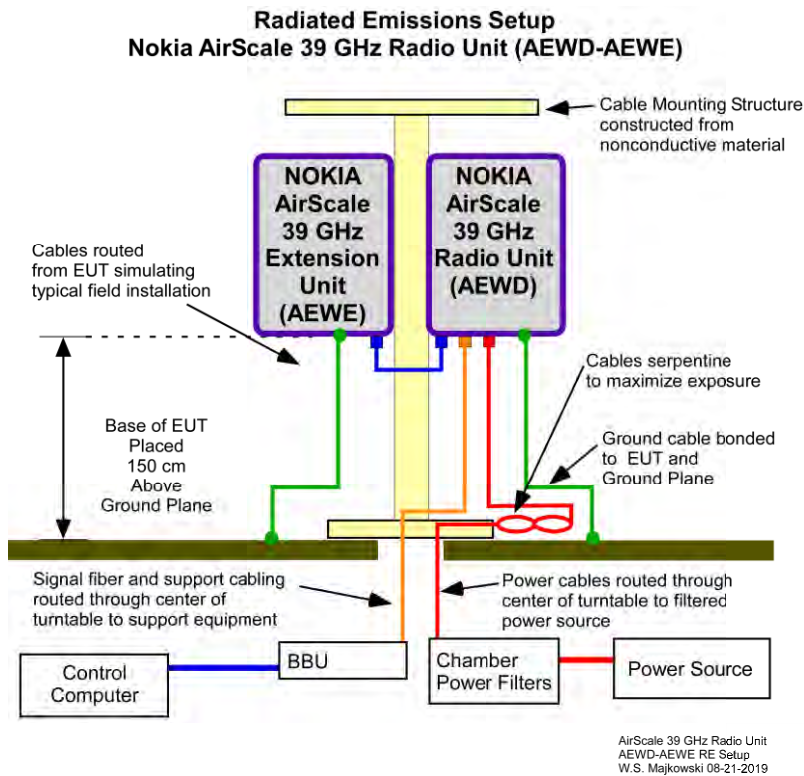 Radiated Emissions Setup
Nokia AirScale 39 GHz Radio Unit (AEWD-AEWE)
Cable Mounting Structure
constructed from
nonconductive material
NOKIA
AirScale
39 GHz
Extension
Unit
(AEWE)
NOKIA
AirScale
39 GHz
Radio Unit
(AEWD)
Cables routed
from EUT simulating
typical field installation
Cables serpentine
to maximize exposure
Base of EUT
Placed
150 cm
Above
Ground Plane
Ground cable bonded
to EUT and
Ground Plane
Signal fiber and support cabling
routed through center of
turntable to support equipment
Power cables routed through
center of turntable to filtered
power source
Control
Computer
BBU
Chamber
Power Filters
Power Source
AirScale 39 GHz Radio Unit
AEWD-AEWE RE Setup
W.S. Majkowski 08-21-2019